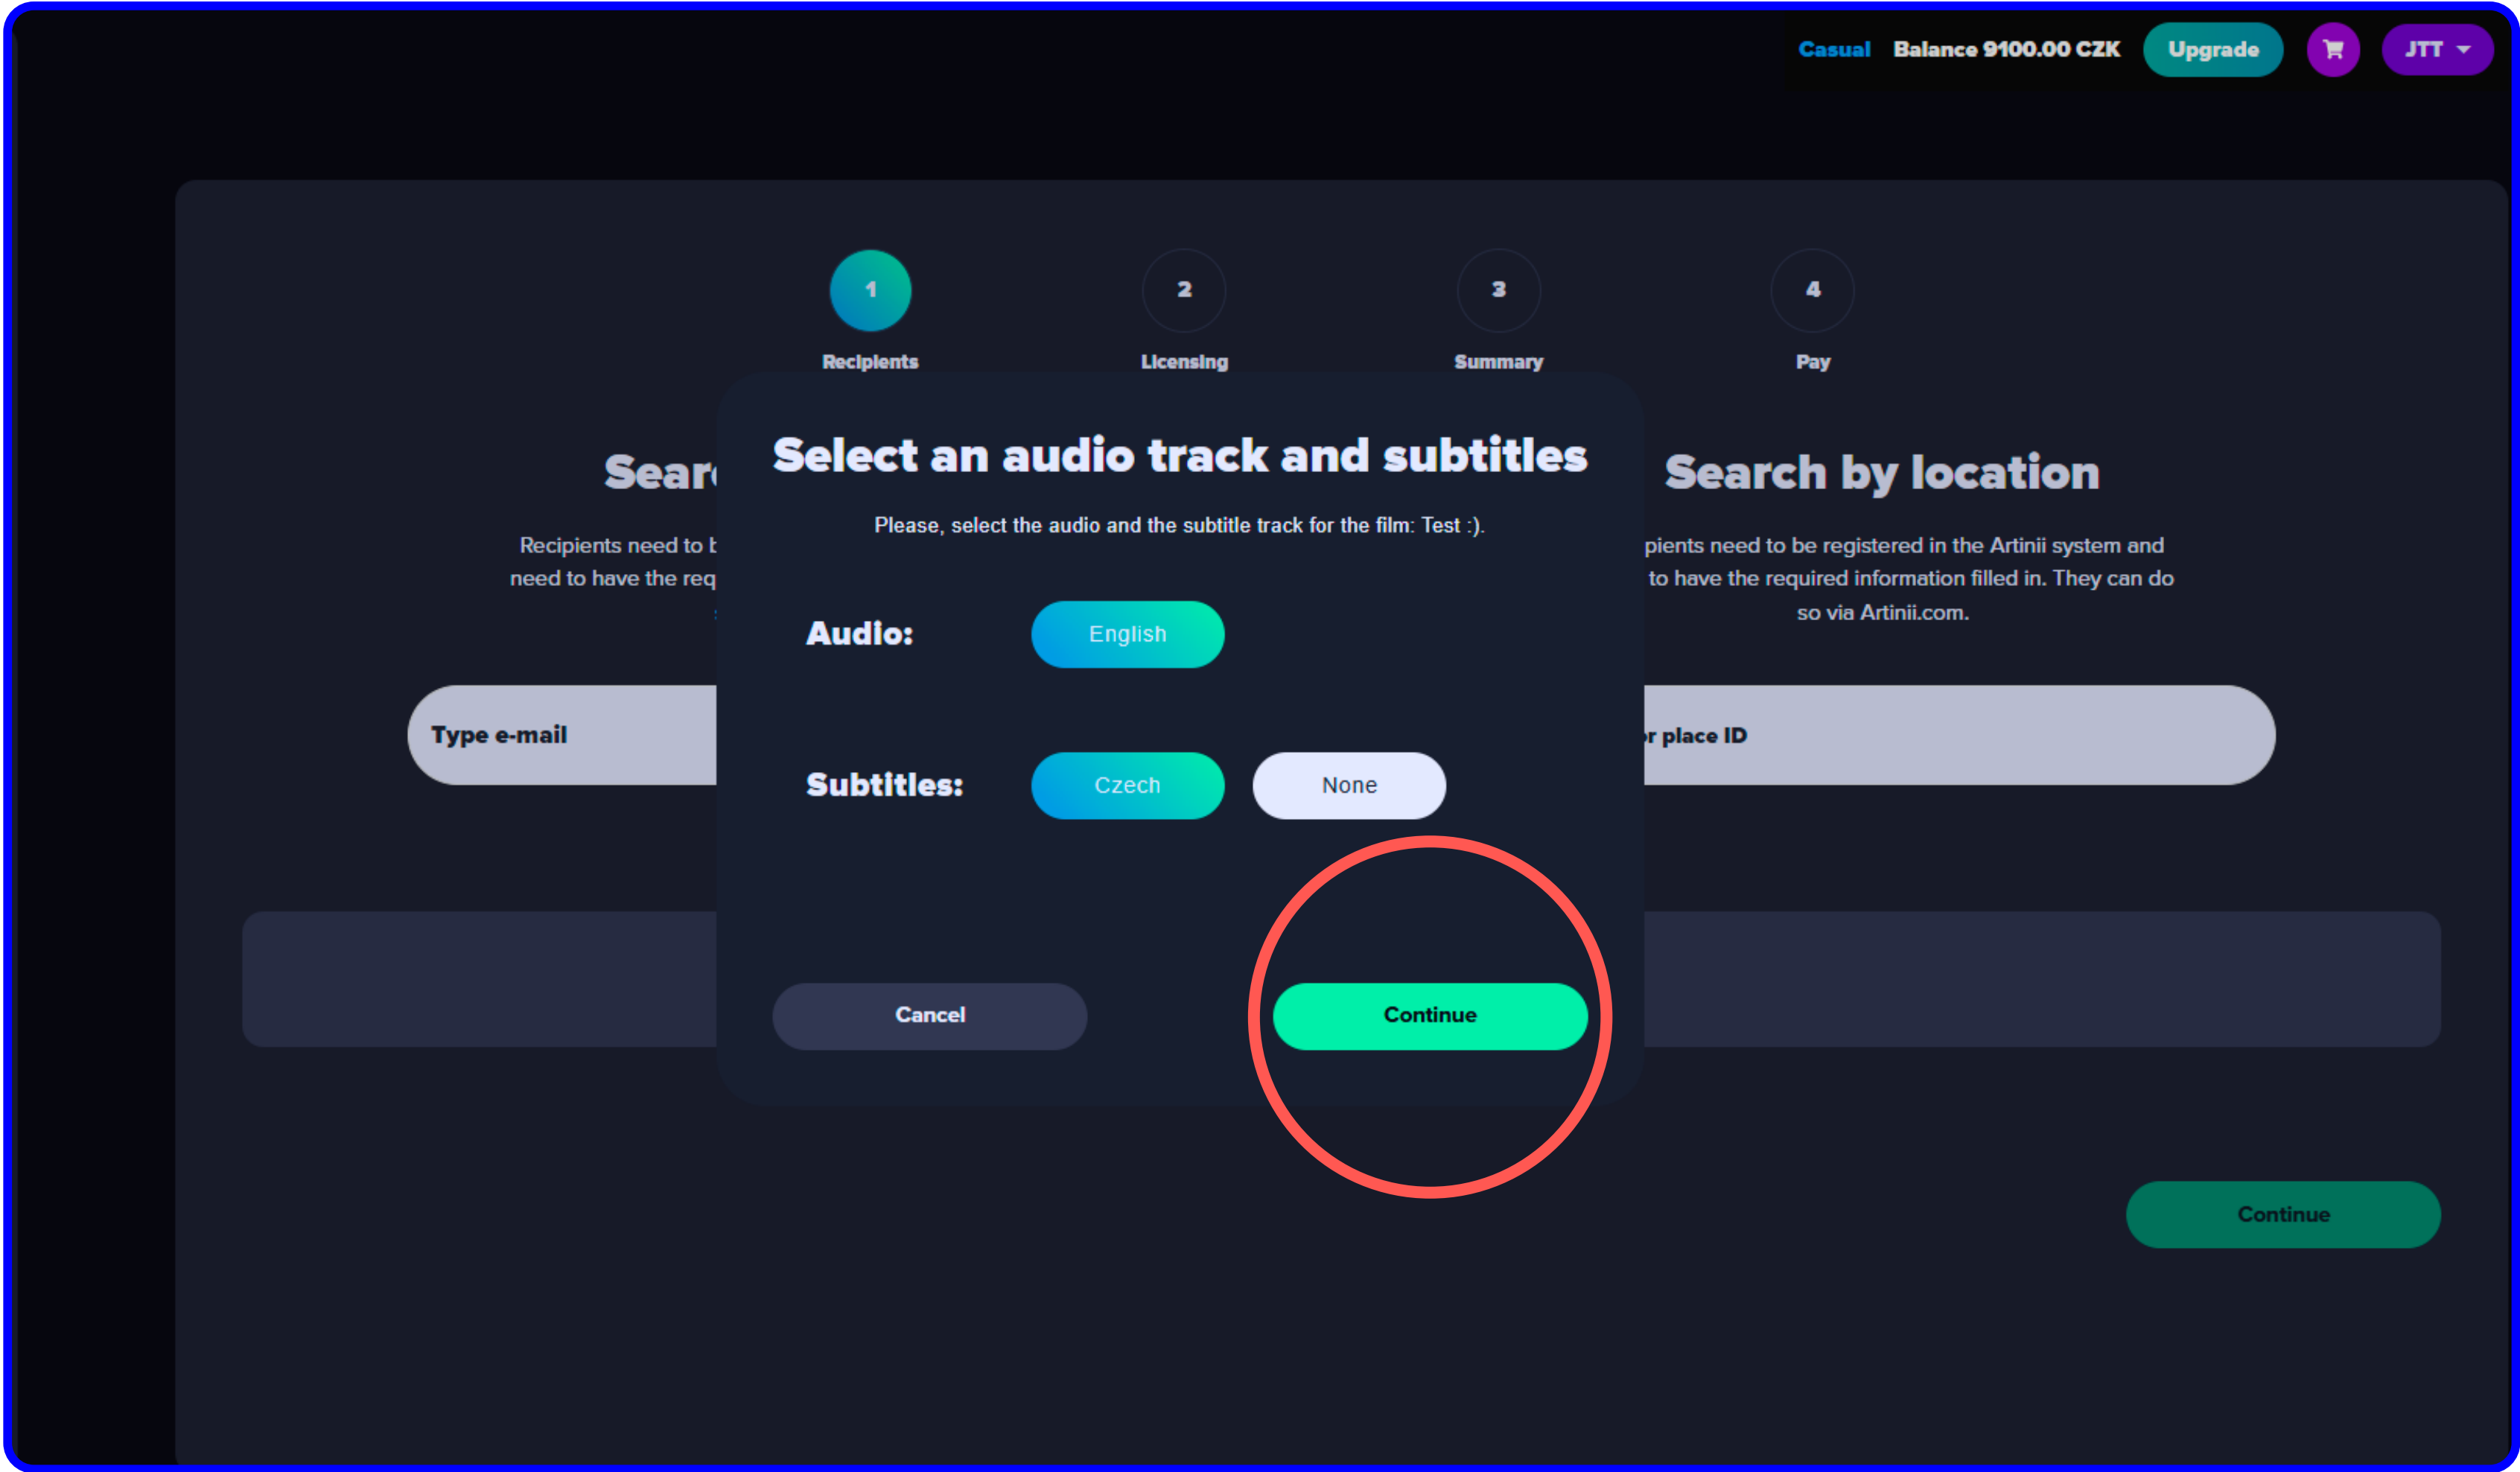 Casual Balance 9100.00 CZK Upgrade JTT
1 2 3 4
Recipients Licensing Summary Pay
Select an audio track and subtitles
Please, select the audio and the subtitle track for the film: Test :).
Audio: English
Subtitles: Czech None
Cancel Continue
Recipients need to
need to have the
Type e-mail
Search by location
need to be registered in the Artinii system and
to have the required information filled in. They can do
so via Artinii.com.
place ID
Continue